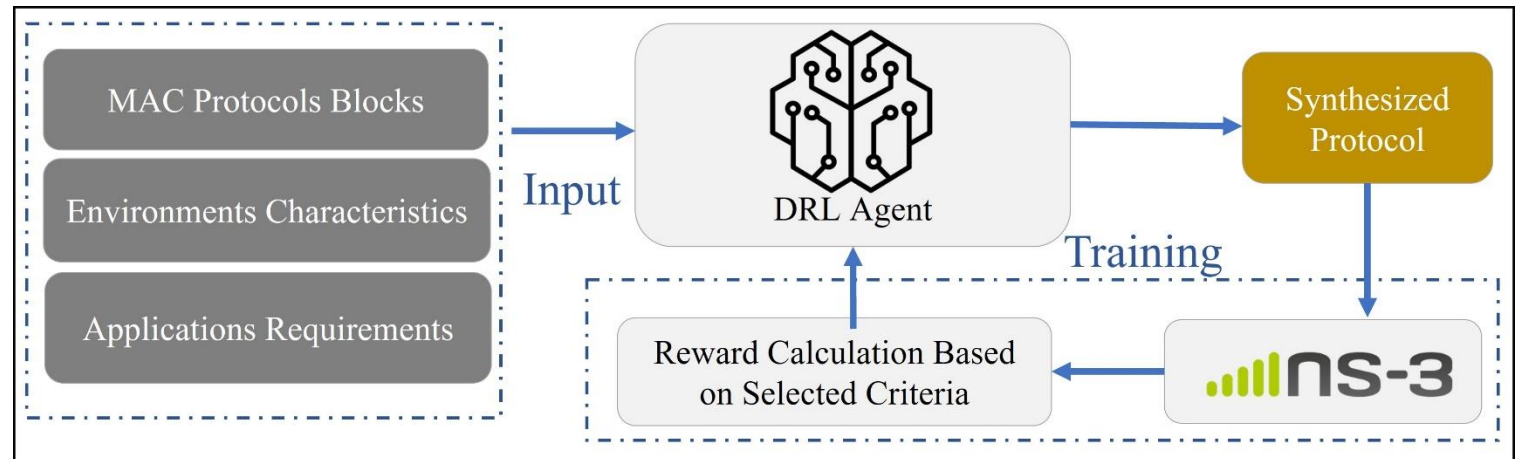 MAC Protocols Blocks
Environments Characteristics
Applications Requirements
Input
DRL Agent
Synthesized
Protocol
Training
Reward Calculation Based
on Selected Criteria
ns-3